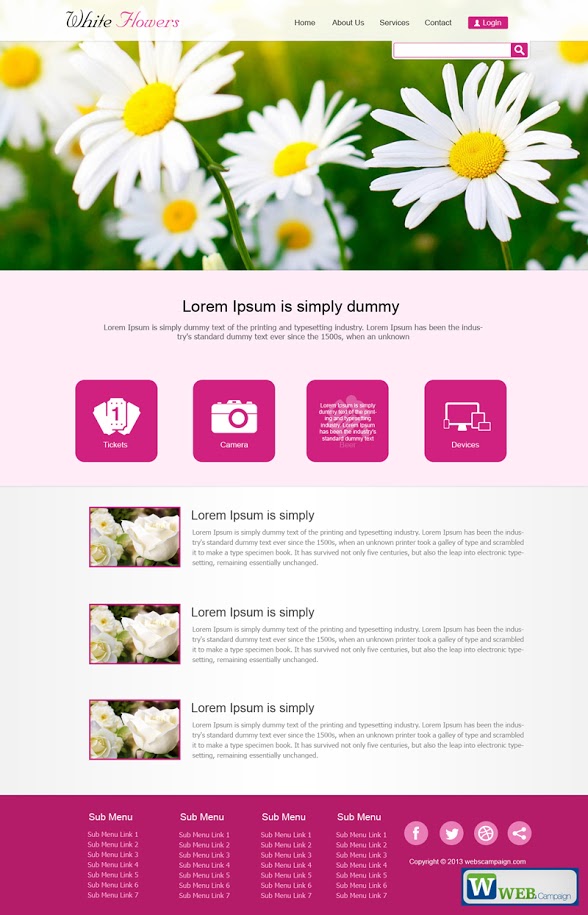 White Flowers
Home About Us Services Contact Login
Lorem Ipsum is simply dummy
Lorem Ipsum is simply dummy text of the printing and typesetting industry. Lorem Ipsum has been the indus-
try's standard dummy text ever since the 1500s, when an unknown
1
Tickets
Camera
Lorem Ipsum is simply
dummy text of the print-
ing and typesetting
industry. Lorem Ipsum
has been the industry's
standard dummy text
Beer
Devices
Lorem Ipsum is simply
Lorem Ipsum is simply dummy text of the printing and typesetting industry. Lorem Ipsum has been the indus-
try's standard dummy text ever since the 1500s, when an unknown printer took a galley of type and scrambled
it to make a type specimen book. It has survived not only five centuries, but also the leap into electronic type-
setting, remaining essentially unchanged.
Lorem Ipsum is simply
Lorem Ipsum is simply dummy text of the printing and typesetting industry. Lorem Ipsum has been the indus-
try's standard dummy text ever since the 1500s, when an unknown printer took a galley of type and scrambled
it to make a type specimen book. It has survived not only five centuries, but also the leap into electronic type-
setting, remaining essentially unchanged.
Lorem Ipsum is simply
Lorem Ipsum is simply dummy text of the printing and typesetting industry. Lorem Ipsum has been the indus-
try's standard dummy text ever since the 1500s, when an unknown printer took a galley of type and scrambled
it to make a type specimen book. It has survived not only five centuries, but also the leap into electronic type-
setting, remaining essentially unchanged.
Sub Menu
Sub Menu Link 1
Sub Menu Link 2
Sub Menu Link 3
Sub Menu Link 4
Sub Menu Link 5
Sub Menu Link 6
Sub Menu Link 7
Sub Menu
Sub Menu Link 1
Sub Menu Link 2
Sub Menu Link 3
Sub Menu Link 4
Sub Menu Link 5
Sub Menu Link 6
Sub Menu Link 7
Sub Menu
Sub Menu Link 1
Sub Menu Link 2
Sub Menu Link 3
Sub Menu Link 4
Sub Menu Link 5
Sub Menu Link 6
Sub Menu Link 7
Sub Menu
Sub Menu Link 1
Sub Menu Link 2
Sub Menu Link 3
Sub Menu Link 4
Sub Menu Link 5
Sub Menu Link 6
Sub Menu Link 7
Copyright © 2013 webscampaign.com
W WEB Campaign